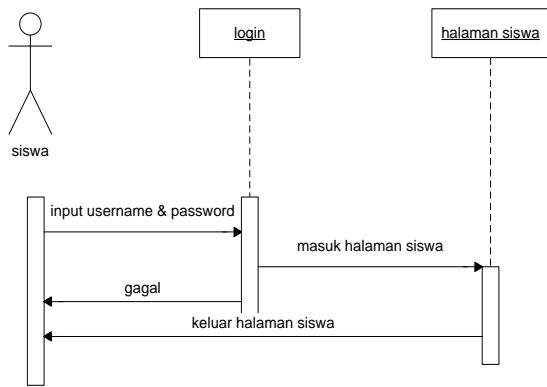 login
halaman siswa
siswa
input username & password
masuk halaman siswa
gagal
keluar halaman siswa